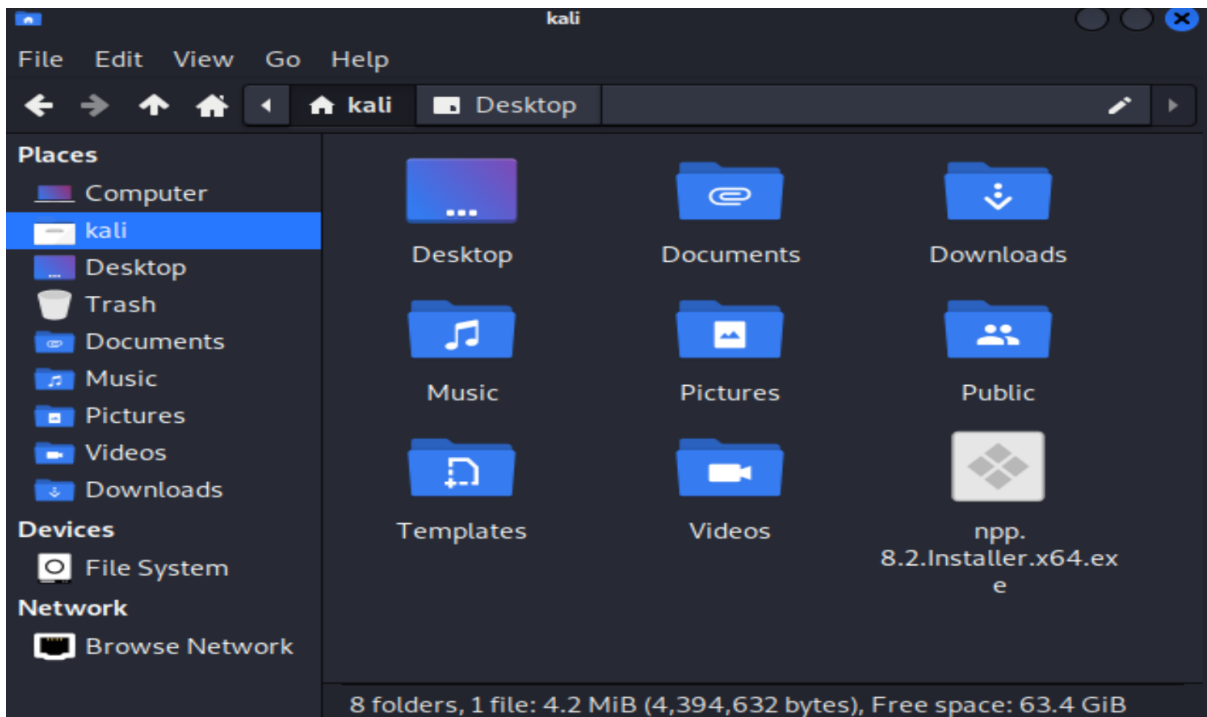 kali
File Edit View Go Help
kali Desktop
Places
Computer
kali
Desktop
Trash
Documents
Music
Pictures
Videos
Downloads
Devices
File System
Network
Browse Network
Desktop Documents Downloads
Music Pictures Public
Templates Videos npp.
8.2.Installer.x64.ex
e
8 folders, 1 file: 4.2 MiB (4,394,632 bytes), Free space: 63.4 GiB